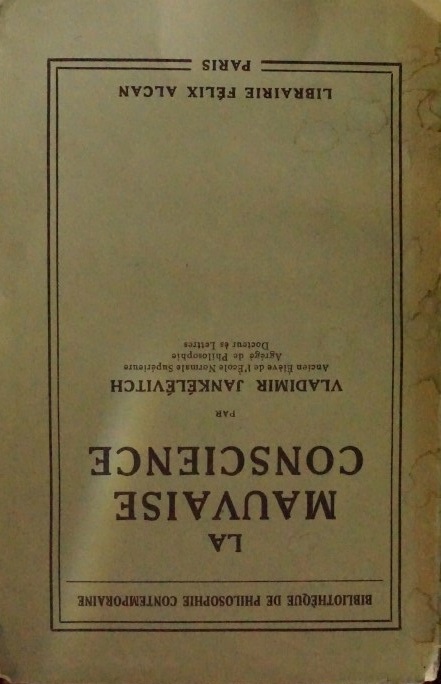 BIBLIOTHÈQUE DE PHILOSOPHIE CONTEMPORAINE
LA
MAUVAISE
CONSCIENCE
PAR
VLADIMIR JANKÉLÉVITCH
Ancien Élève de l'École Normale Supérieure
Agrégé de Philosophie
Docteur ès Lettres
LIBRAIRIE FÉLIX ALCAN
PARIS